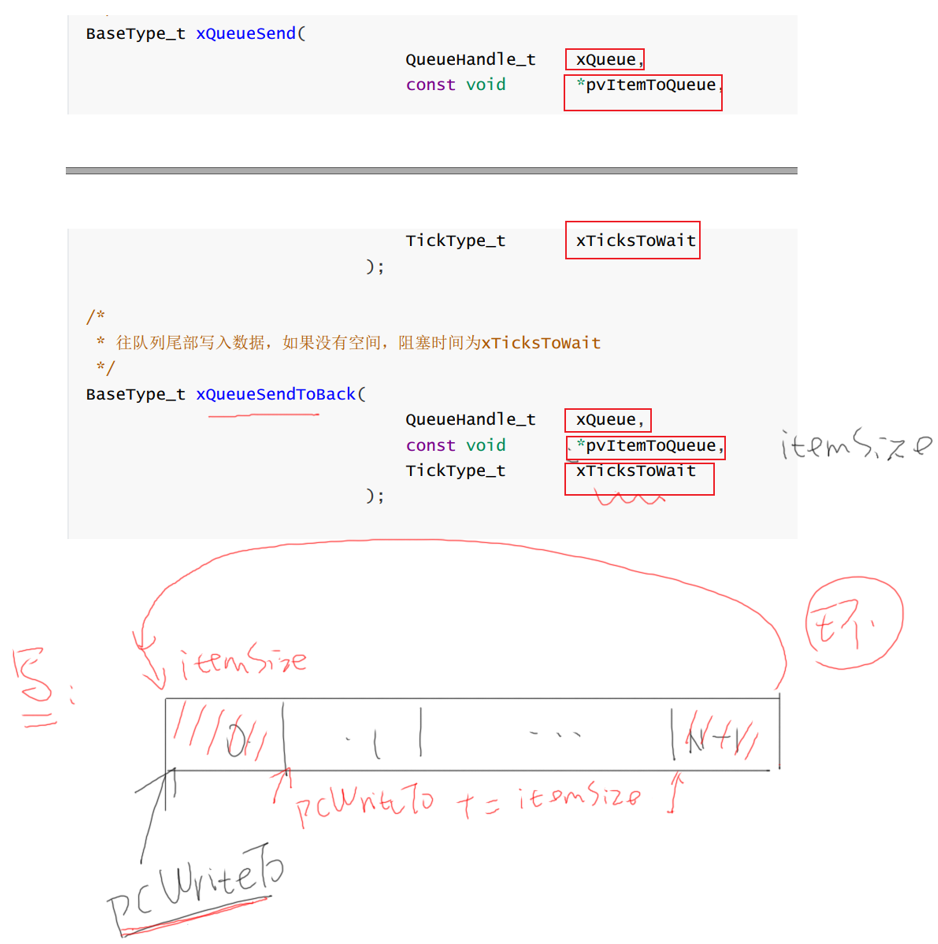 BaseType_t xQueueSend(
QueueHandle_t xQueue,
const void *pvItemToQueue,
TickType_t xTicksToWait
);
/*
* 往队列尾部写入数据，如果没有空间，阻塞时间为xTicksToWait
*/
BaseType_t xQueueSendToBack(
QueueHandle_t xQueue,
const void *pvItemToQueue,
TickType_t xTicksToWait
);
itemSize
itemSize
0 1 ...
pcWriteTo += itemSize
pcWriteTo